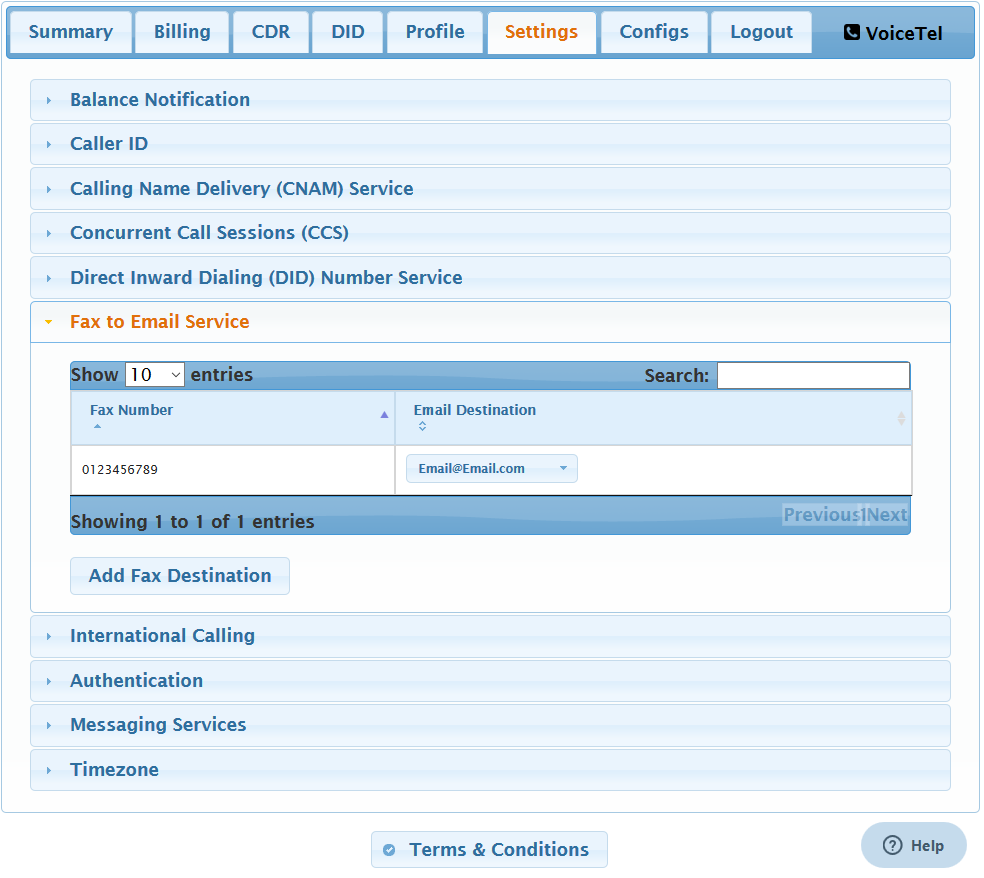 Summary Billing CDR DID Profile Settings Configs Logout VoiceTel
Balance Notification
Caller ID
Calling Name Delivery (CNAM) Service
Concurrent Call Sessions (CCS)
Direct Inward Dialing (DID) Number Service
Fax to Email Service
Show 10 entries Search:
Fax Number Email Destination
0123456789 Email@Email.com
Showing 1 to 1 of 1 entries Previous1Next
Add Fax Destination
International Calling
Authentication
Messaging Services
Timezone
Terms & Conditions Help